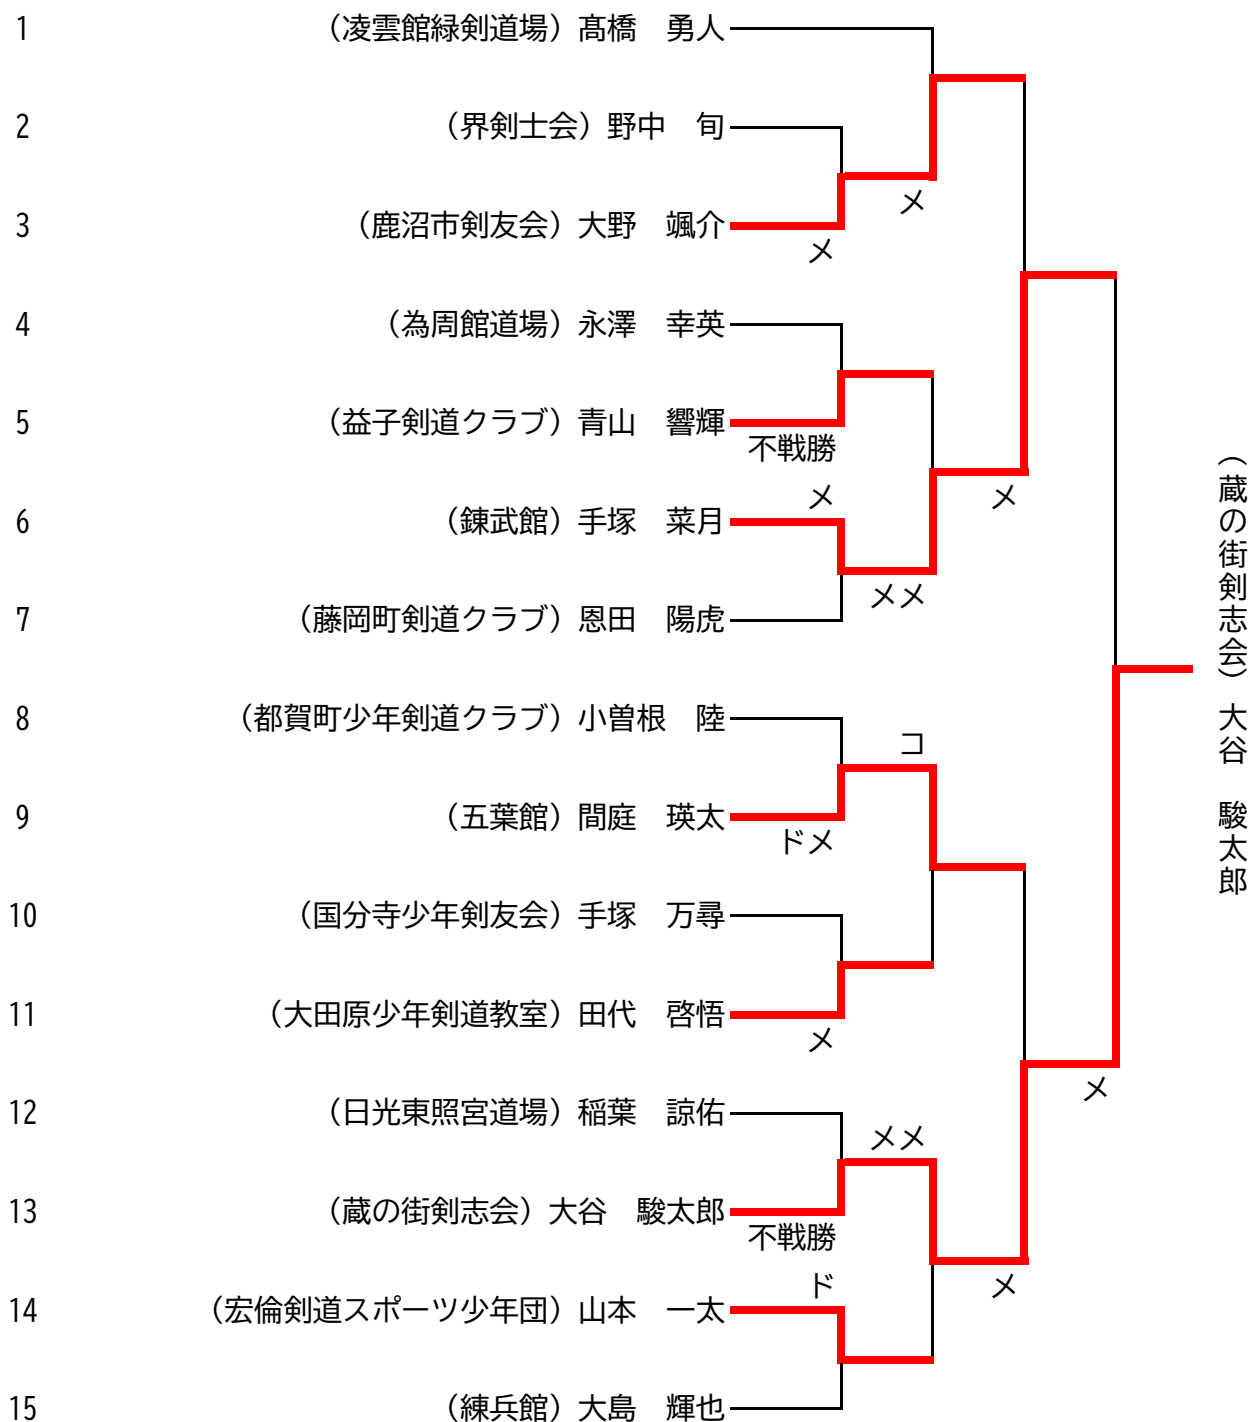 1 （凌雲館緑剣道場）髙橋　勇人
2 （界剣士会）野中　旬
メ
3 （鹿沼市剣友会）大野　颯介
メ
4 （為周館道場）永澤　幸英
5 （益子剣道クラブ）青山　響輝
不戦勝
メ
メ
6 （錬武館）手塚　菜月
メメ
7 （藤岡町剣道クラブ）恩田　陽虎
8 （都賀町少年剣道クラブ）小曽根　陸
コ
9 （五葉館）間庭　瑛太
ドメ
10 （国分寺少年剣友会）手塚　万尋
11 （大田原少年剣道教室）田代　啓悟
メ
メ
12 （日光東照宮道場）稲葉　諒佑
メメ
13 （蔵の街剣志会）大谷　駿太郎
不戦勝
ド
メ
14 （宏倫剣道スポーツ少年団）山本　一太
15 （練兵館）大島　輝也
（蔵の街剣志会）大谷　駿太郎